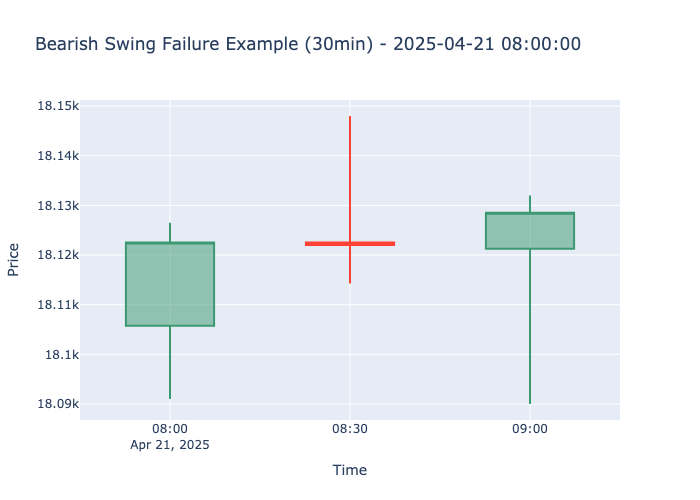 Bearish Swing Failure Example (30min) - 2025-04-21 08:00:00
18.15k
18.14k
18.13k
18.12k
18.11k
18.1k
18.09k
Price
08:00
Apr 21, 2025
08:30
09:00
Time